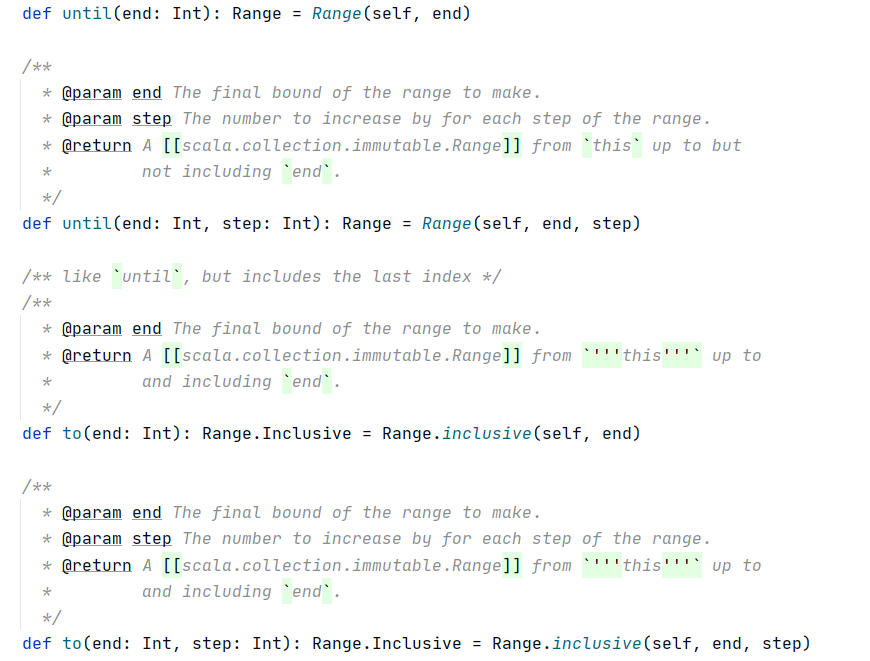 def until(end: Int): Range = Range(self, end)
/**
* @param end The final bound of the range to make.
* @param step The number to increase by for each step of the range.
* @return A [[scala.collection.immutable.Range]] from `this` up to but
* not including `end`.
*/
def until(end: Int, step: Int): Range = Range(self, end, step)
/** like `until`, but includes the last index */
/**
* @param end The final bound of the range to make.
* @return A [[scala.collection.immutable.Range]] from `'''this'''` up to
* and including `end`.
*/
def to(end: Int): Range.Inclusive = Range.inclusive(self, end)
/**
* @param end The final bound of the range to make.
* @param step The number to increase by for each step of the range.
* @return A [[scala.collection.immutable.Range]] from `'''this'''` up to
* and including `end`.
*/
def to(end: Int, step: Int): Range.Inclusive = Range.inclusive(self, end, step)